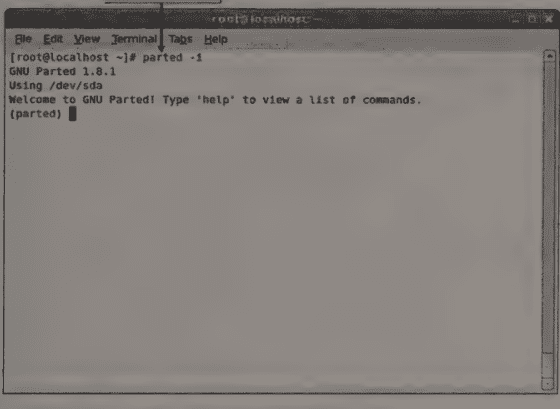 root@localhost:~
File Edit View Terminal Tabs Help
[root@localhost ~]# parted -i
GNU Parted 1.8.1
Using /dev/sda
Welcome to GNU Parted! Type 'help' to view a list of commands.
(parted)